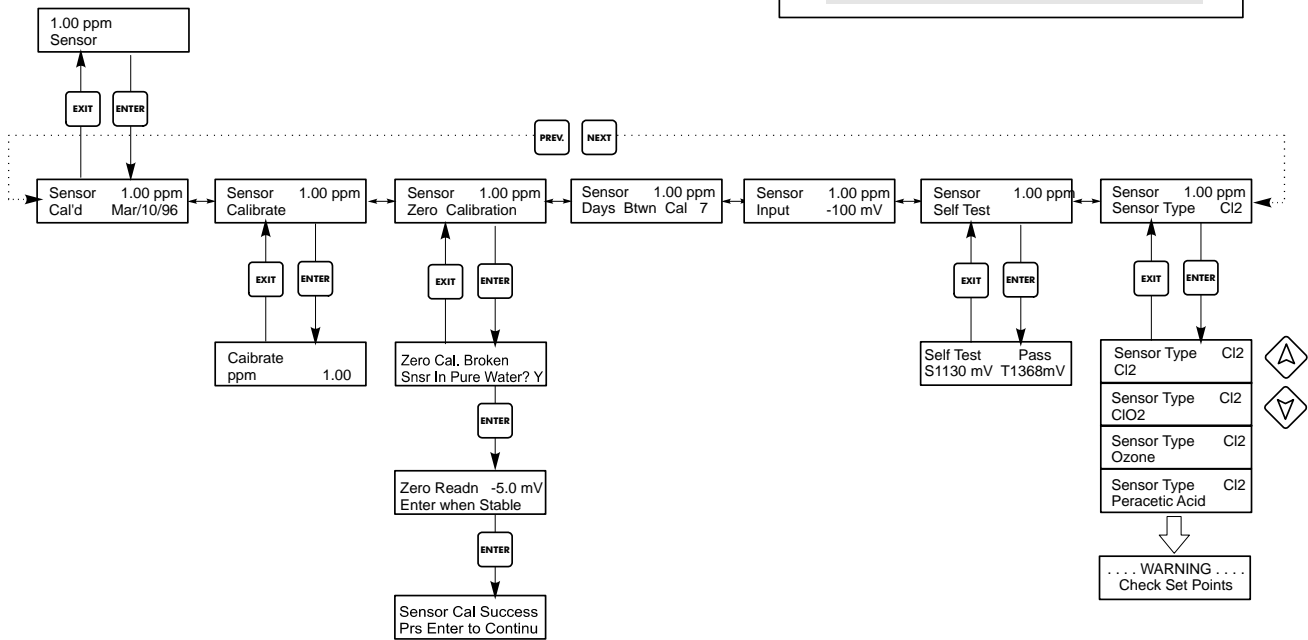 1.00 ppm
Sensor
EXIT
ENTER
PREV.
NEXT
Sensor 1.00 ppm
Cal'd Mar/10/96
Sensor 1.00 ppm
Calibrate
Sensor 1.00 ppm
Zero Calibration
Sensor 1.00 ppm
Days Btwn Cal 7
Sensor 1.00 ppm
Input -100 mV
Sensor 1.00 ppm
Self Test
Sensor 1.00 ppm
Sensor Type Cl2
EXIT
ENTER
EXIT
ENTER
EXIT
ENTER
EXIT
ENTER
Caibrate
ppm 1.00
Zero Cal. Broken
Snsr In Pure Water? Y
ENTER
Zero Readn -5.0 mV
Enter when Stable
ENTER
Sensor Cal Success
Prs Enter to Continu
Self Test Pass
S1130 mV T1368mV
Sensor Type Cl2
Cl2
Sensor Type Cl2
ClO2
Sensor Type Cl2
Ozone
Sensor Type Cl2
Peracetic Acid
. . . . WARNING . . . .
Check Set Points